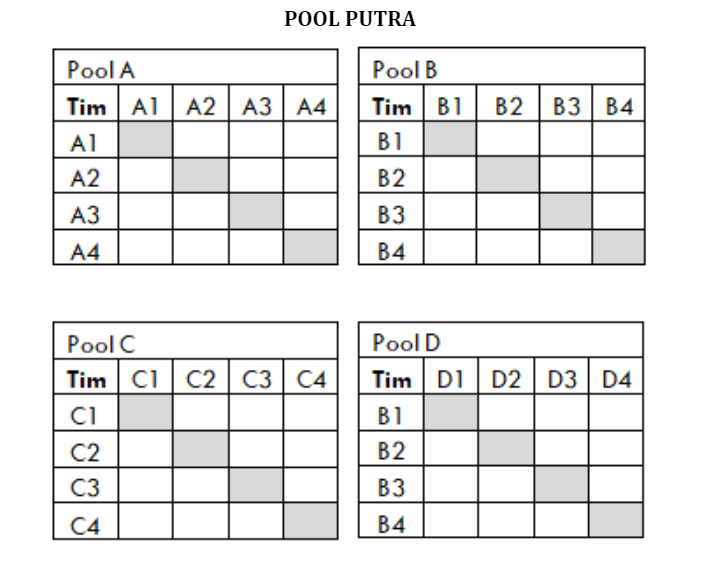 POOL PUTRA
Pool A
Tim A1 A2 A3 A4
A1
A2
A3
A4
Pool B
Tim B1 B2 B3 B4
B1
B2
B3
B4
Pool C
Tim C1 C2 C3 C4
C1
C2
C3
C4
Pool D
Tim D1 D2 D3 D4
B1
B2
B3
B4